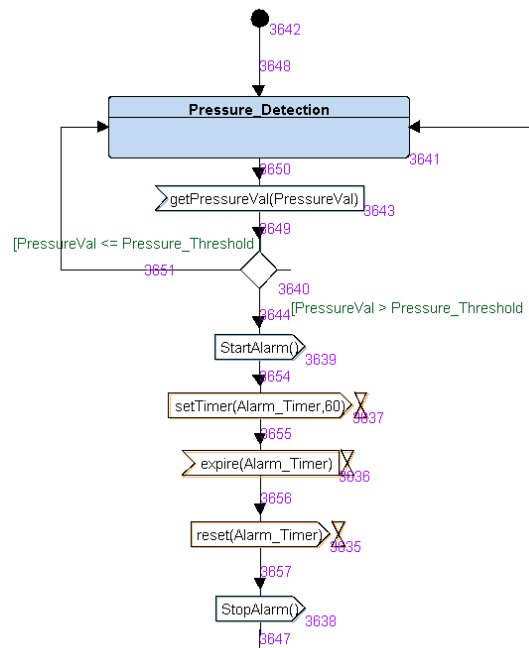 3642
3648
Pressure_Detection
3641
3650
getPressureVal(PressureVal)
3643
3649
[PressureVal <= Pressure_Threshold
3651
3640
3644
[PressureVal > Pressure_Threshold
StartAlarm()
3639
3654
setTimer(Alarm_Timer,60)
3637
3655
expire(Alarm_Timer)
3636
3656
reset(Alarm_Timer)
3635
3657
StopAlarm()
3638
3647